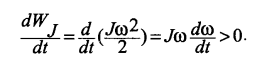 dW_J/dt = d/dt(Jω²/2) = Jω dω/dt > 0.